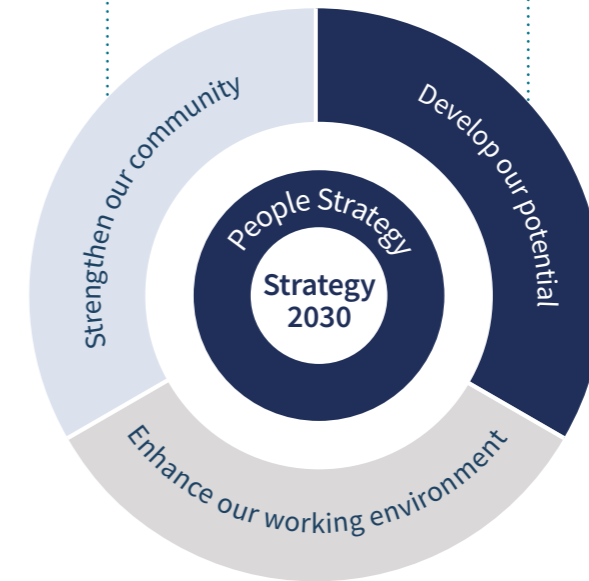 Strengthen our community
Develop our potential
People Strategy
Strategy
2030
Enhance our working environment